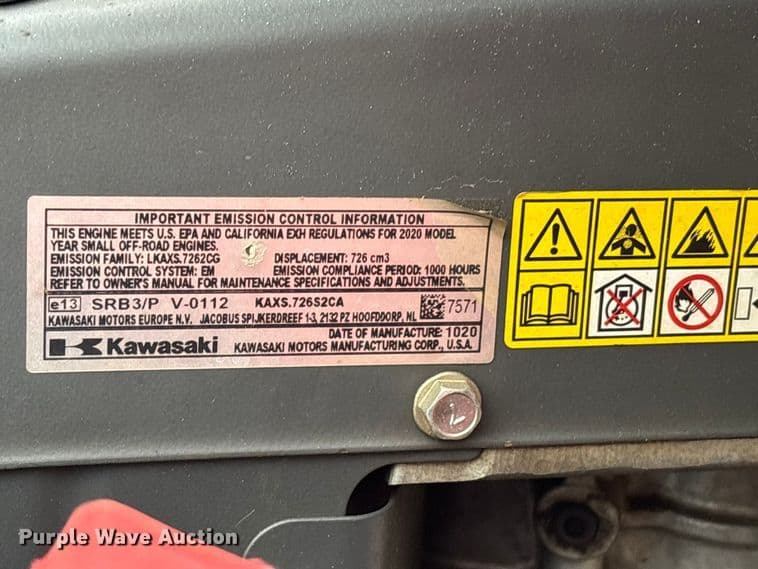 IMPORTANT EMISSION CONTROL INFORMATION
THIS ENGINE MEETS U.S. EPA AND CALIFORNIA EXH REGULATIONS FOR 2020 MODEL
YEAR SMALL OFF-ROAD ENGINES.
EMISSION FAMILY: LKAXS.7262CG DISPLACEMENT: 726 cm3
EMISSION CONTROL SYSTEM: EM EMISSION COMPLIANCE PERIOD: 1000 HOURS
REFER TO OWNER'S MANUAL FOR MAINTENANCE SPECIFICATIONS AND ADJUSTMENTS.
e13 SRB3/P V-0112 KAXS.726S2CA 7571
KAWASAKI MOTORS EUROPE N.V. JACOBUS SPIJKERDREEF 1-3, 2132 PZ HOOFDDORP, NL
DATE OF MANUFACTURE: 1020
Kawasaki KAWASAKI MOTORS MANUFACTURING CORP., U.S.A.
Purple Wave Auction